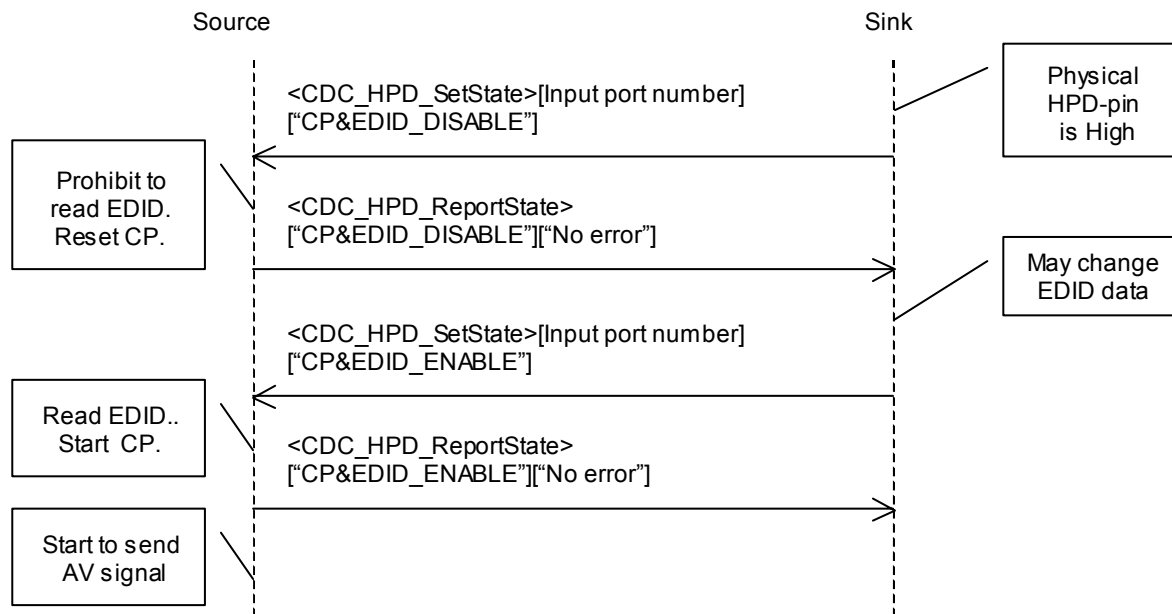 Source
Sink
Physical
HPD-pin
is High
<CDC_HPD_SetState>[Input port number]
[“CP&EDID_DISABLE”]
Prohibit to
read EDID.
Reset CP.
<CDC_HPD_ReportState>
[“CP&EDID_DISABLE”][“No error”]
May change
EDID data
<CDC_HPD_SetState>[Input port number]
[“CP&EDID_ENABLE”]
Read EDID..
Start CP.
<CDC_HPD_ReportState>
[“CP&EDID_ENABLE”][“No error”]
Start to send
AV signal